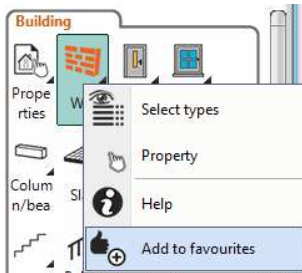 Building
Prope
rties
W
Select types
Property
Colum
n/bea
Sl
Help
Add to favourites